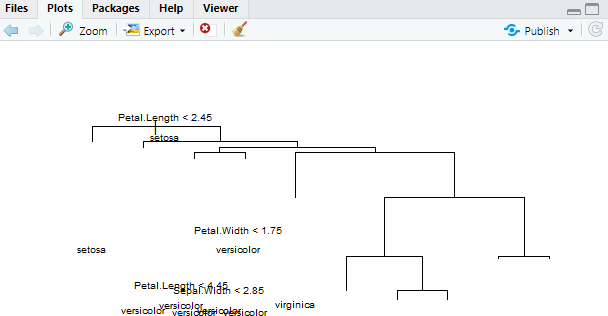 Files Plots Packages Help Viewer
Zoom Export Publish
Petal.Length < 2.45
setosa
Petal.Width < 1.75
setosa versicolor
Petal.Length < 4.45
Sepal.Width < 2.85
versicolor virginica
versicolor versicolor versicolor versicolor